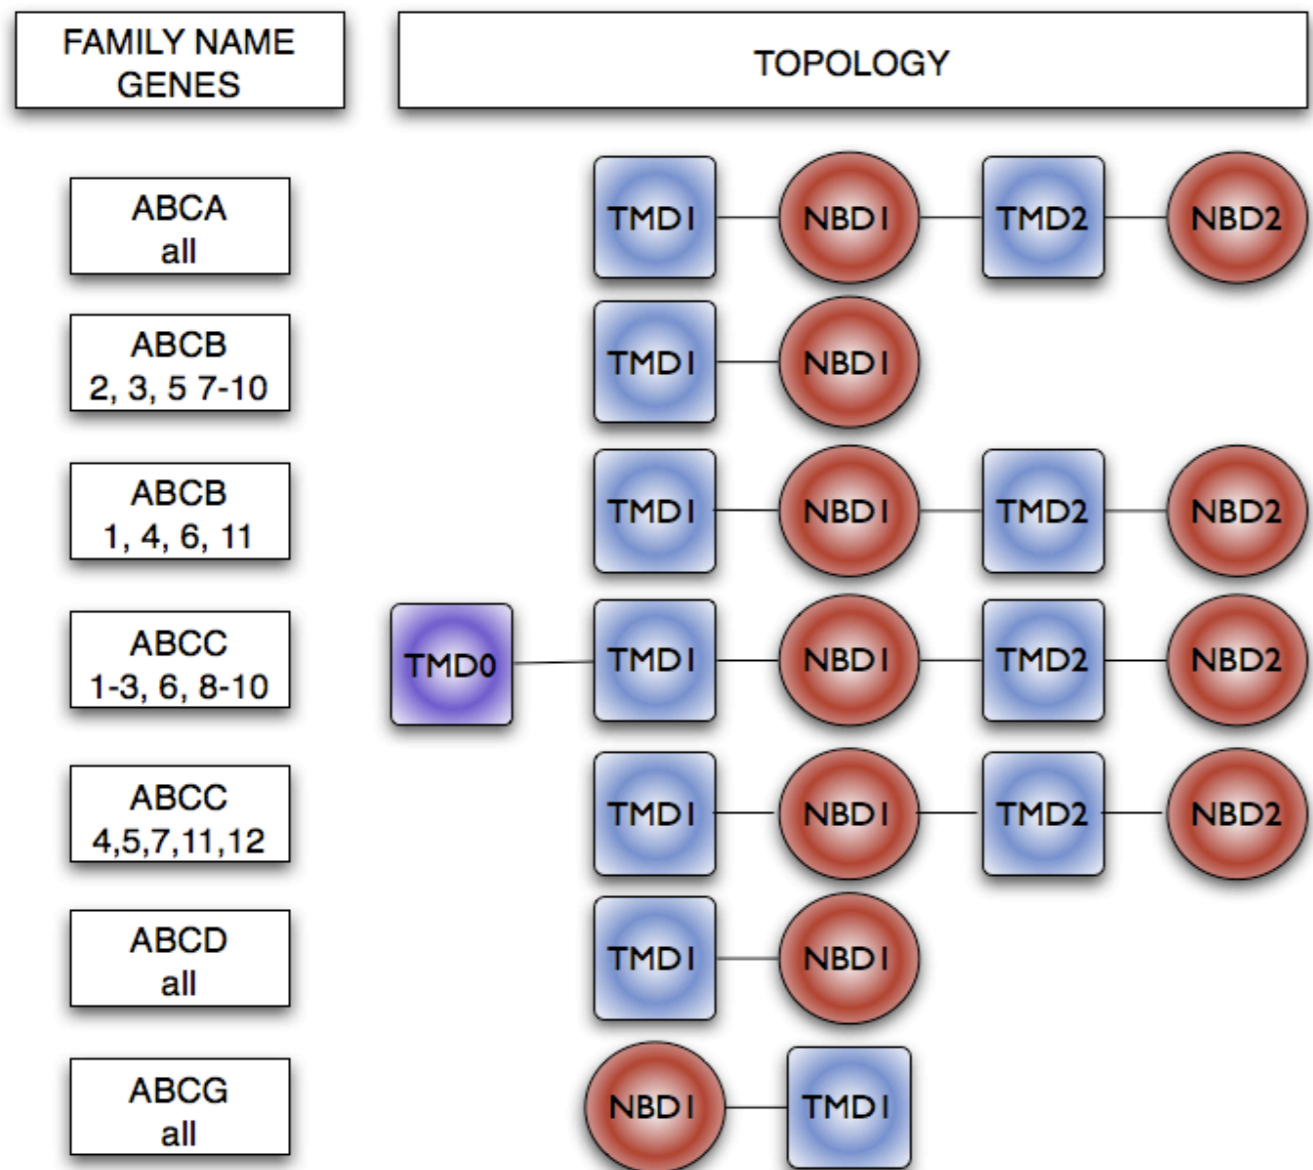 FAMILY NAME
GENES
TOPOLOGY
ABCA
all
TMD1 NBD1 TMD2 NBD2
ABCB
2, 3, 5 7-10
TMD1 NBD1
ABCB
1, 4, 6, 11
TMD1 NBD1 TMD2 NBD2
ABCC
1-3, 6, 8-10
TMD0 TMD1 NBD1 TMD2 NBD2
ABCC
4,5,7,11,12
TMD1 NBD1 TMD2 NBD2
ABCD
all
TMD1 NBD1
ABCG
all
NBD1 TMD1